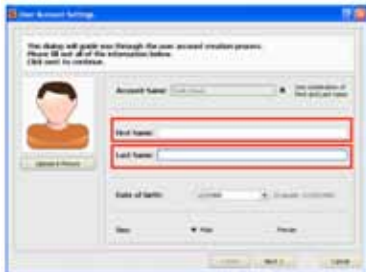 User Account Settings
This dialog will guide you through the user account creation process.
Please fill out all of the information below.
Click next to continue.
Account Name:
First Name:
Last Name:
Upload a Picture
Date of Birth:
Sex:
Male
Female
Next >
Cancel